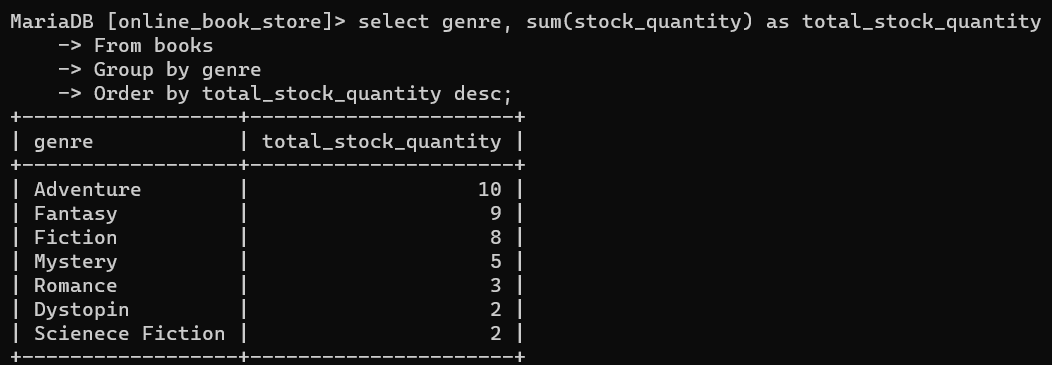 MariaDB [online_book_store]> select genre, sum(stock_quantity) as total_stock_quantity
    -> From books
    -> Group by genre
    -> Order by total_stock_quantity desc;
+------------------+----------------------+
| genre            | total_stock_quantity |
+------------------+----------------------+
| Adventure        |                   10 |
| Fantasy          |                    9 |
| Fiction          |                    8 |
| Mystery          |                    5 |
| Romance          |                    3 |
| Dystopin         |                    2 |
| Scienece Fiction |                    2 |
+------------------+----------------------+